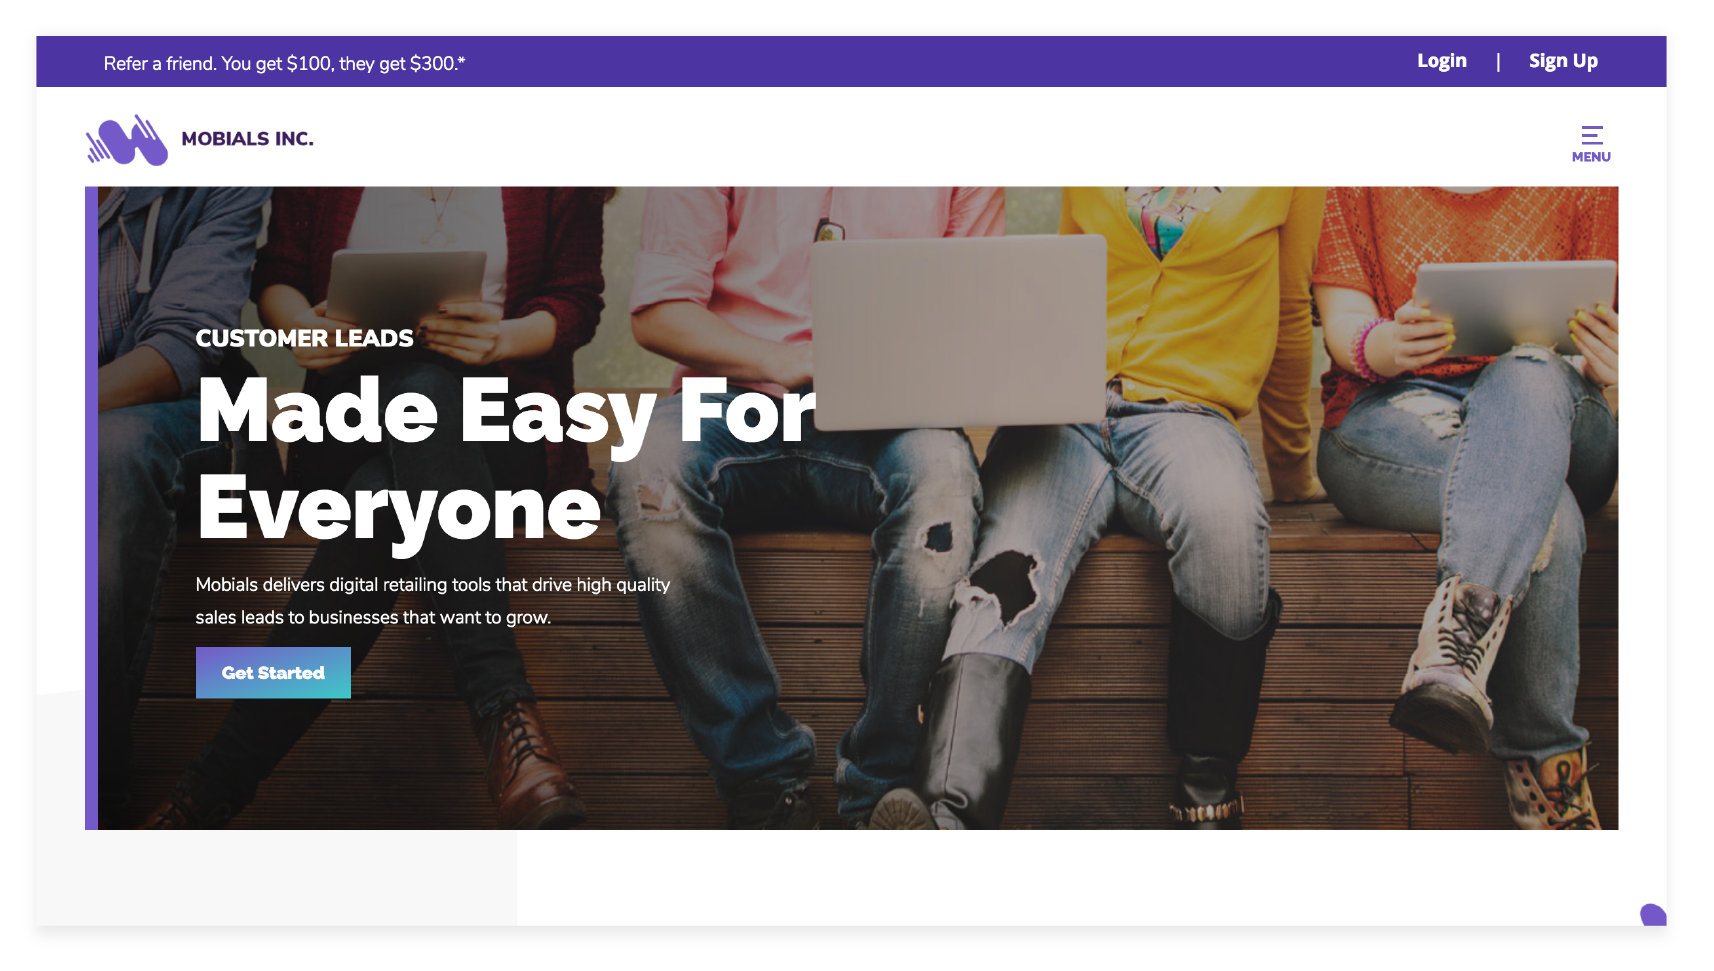 Refer a friend. You get $100, they get $300.*
Login | Sign Up
MOBIALS INC.
MENU
CUSTOMER LEADS
Made Easy For
Everyone
Mobials delivers digital retailing tools that drive high quality
sales leads to businesses that want to grow.
Get Started